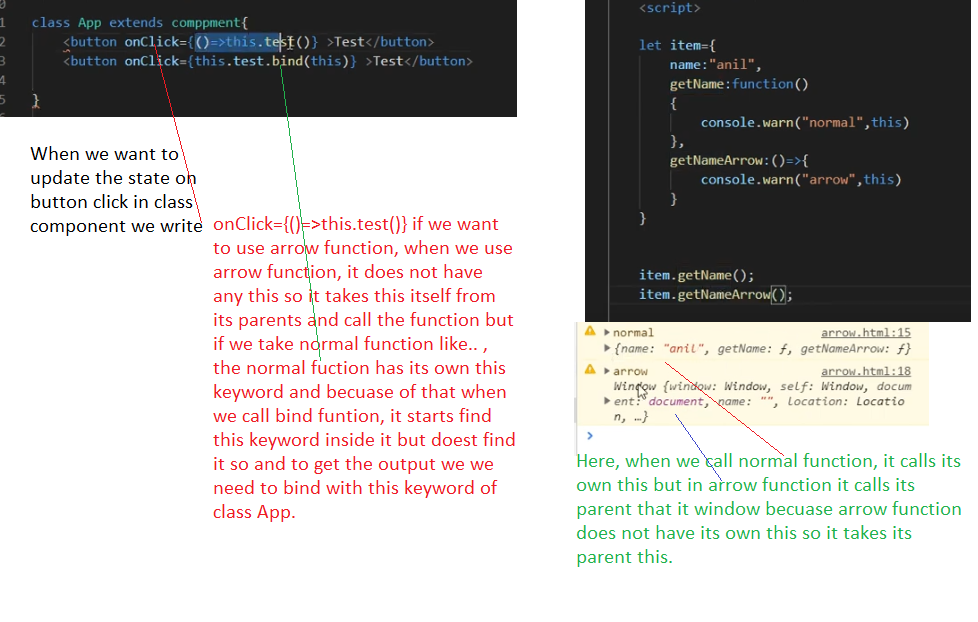 1 class App extends comppment{
2 <button onClick={()=>this.test()} >Test</button>
3 <button onClick={this.test.bind(this)} >Test</button>
4
5 }
When we want to
update the state on
button click in class
component we write
onClick={()=>this.test()} if we want
to use arrow function, when we use
arrow function, it does not have
any this so it takes this itself from
its parents and call the function but
if we take normal function like.. ,
the normal fuction has its own this
keyword and becuase of that when
we call bind funtion, it starts find
this keyword inside it but doest find
it so and to get the output we we
need to bind with this keyword of
class App.
<script>
let item={
name:"anil",
getName:function()
{
console.warn("normal",this)
},
getNameArrow:()=>{
console.warn("arrow",this)
}
}
item.getName();
item.getNameArrow();
normal arrow.html:15
{name: "anil", getName: ƒ, getNameArrow: ƒ}
arrow arrow.html:18
Window {window: Window, self: Window, docum
ent: document, name: "", location: Locatio
n, …}
Here, when we call normal function, it calls its
own this but in arrow function it calls its
parent that it window becuase arrow function
does not have its own this so it takes its
parent this.